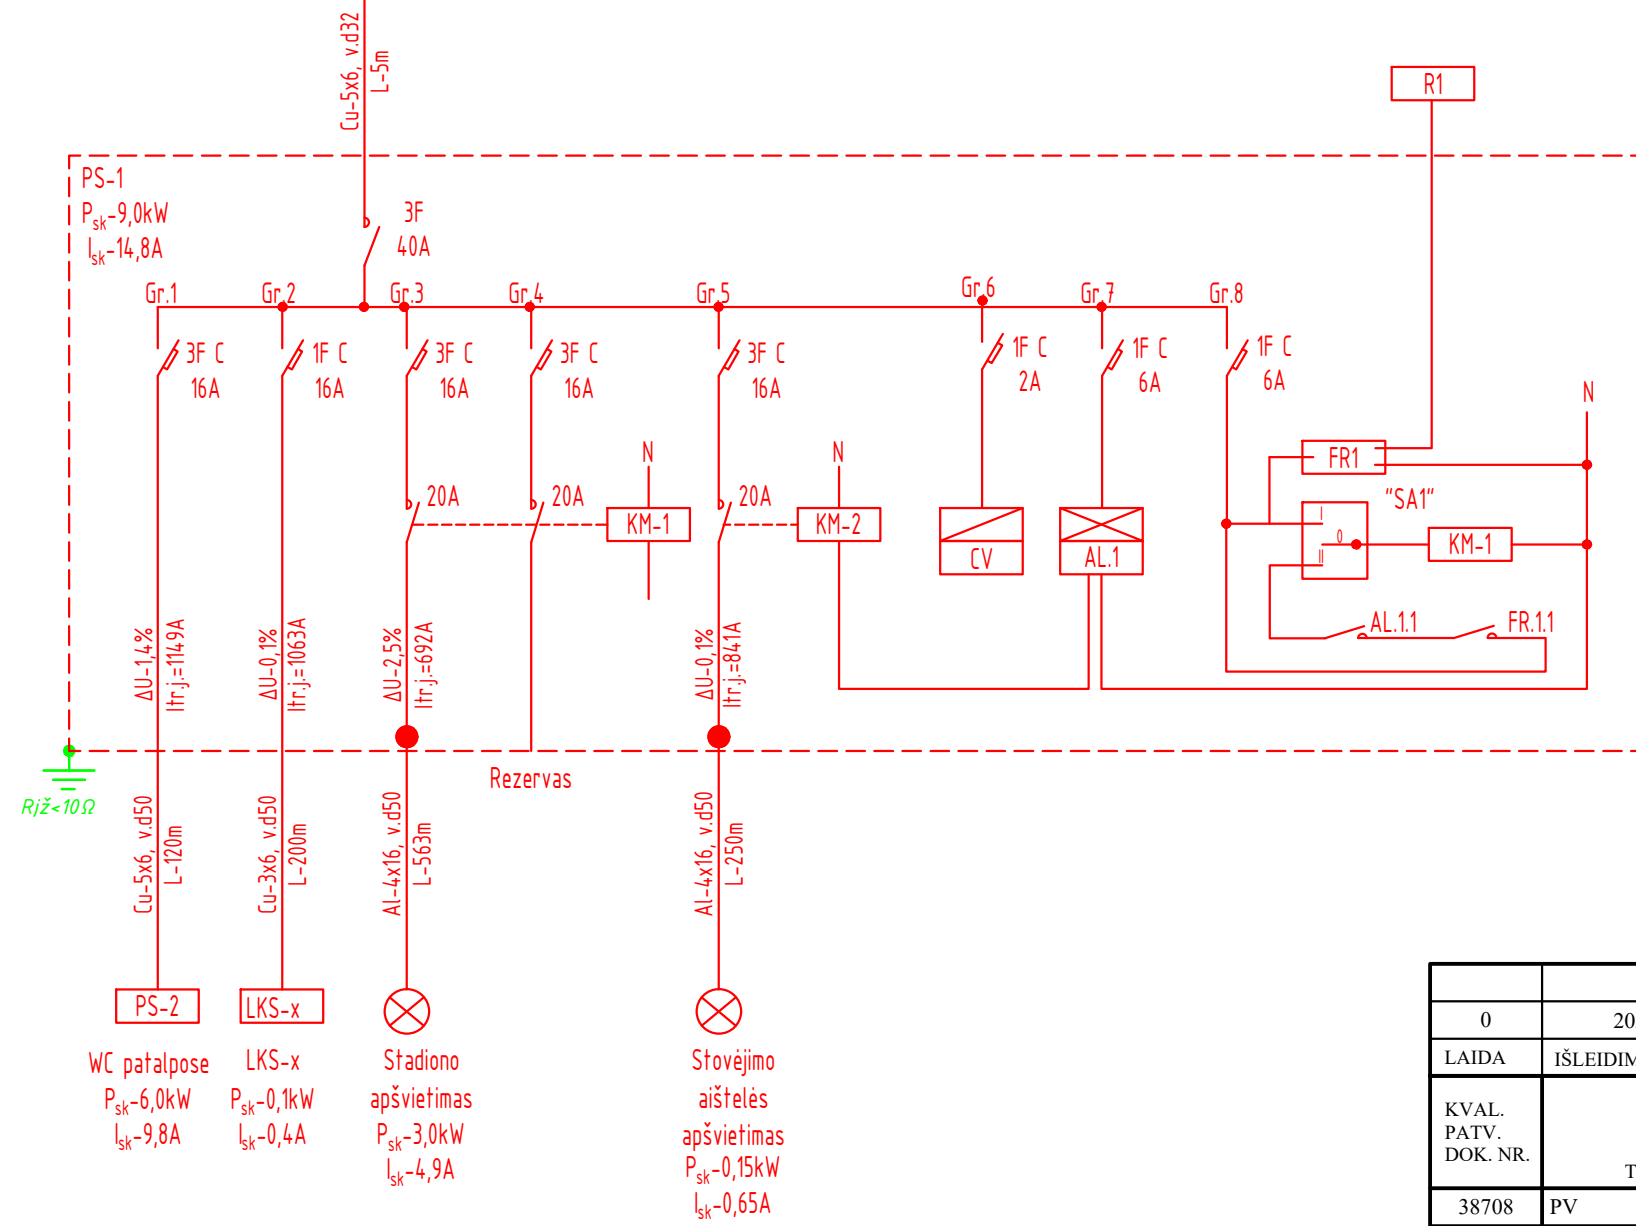 Cu-5x6, v.d32
L-5m
R1
PS-1
Psk-9,0kW
Isk-14,8A
3F
40A
Gr.1
Gr.2
Gr.3
Gr.4
Gr.5
Gr.6
Gr.7
Gr.8
3F C
16A
1F C
16A
3F C
16A
3F C
16A
3F C
16A
1F C
2A
1F C
6A
1F C
6A
N
N
N
20A
20A
KM-1
20A
KM-2
CV
AL.1
FR1
"SA1"
I
0
II
KM-1
AL.1.1
FR.1.1
ΔU-1,4%
Itr.j.=1149A
ΔU-0,1%
Itr.j.=1063A
ΔU-2,5%
Itr.j.=692A
ΔU-0,1%
Itr.j.=841A
Rezervas
Rįž<10Ω
Cu-5x6, v.d50
L-120m
Cu-3x6, v.d50
L-200m
Al-4x16, v.d50
L-563m
Al-4x16, v.d50
L-250m
PS-2
LKS-x
WC patalpose
Psk-6,0kW
Isk-9,8A
LKS-x
Psk-0,1kW
Isk-0,4A
Stadiono
apšvietimas
Psk-3,0kW
Isk-4,9A
Stovėjimo
aištelės
apšvietimas
Psk-0,15kW
Isk-0,65A
0
20
LAIDA
IŠLEIDIM
KVAL.
PATV.
DOK. NR.
T
38708
PV